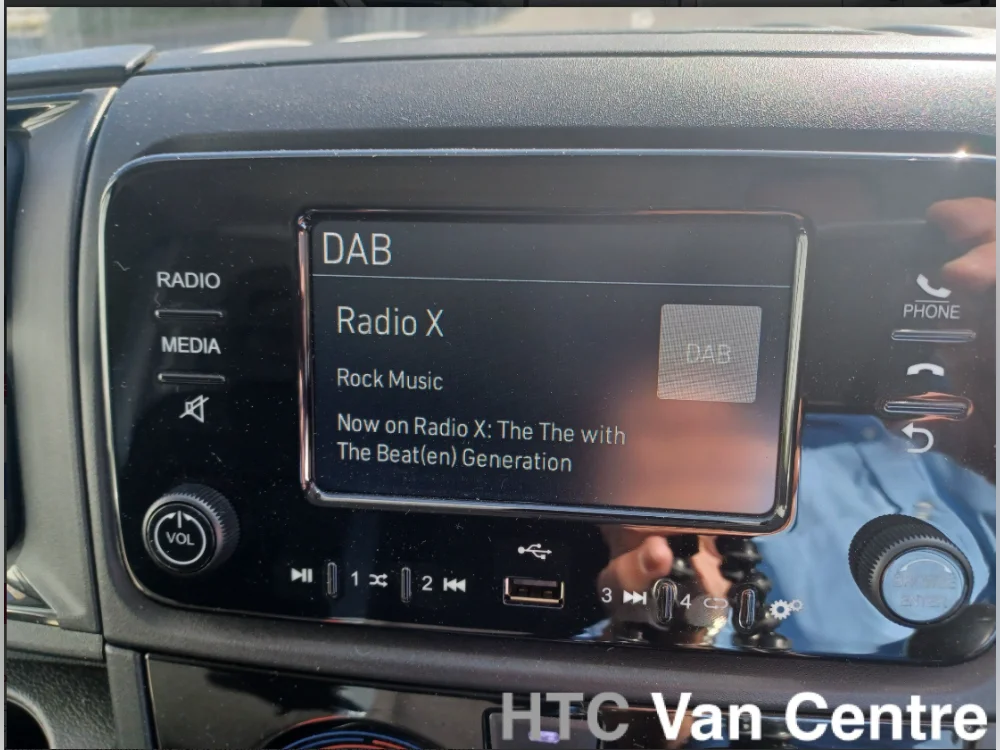 DAB
RADIO
Radio X
DAB
PHONE
MEDIA
Rock Music
Now on Radio X: The The with
The Beat(en) Generation
VOL
1
2
3
4
HTC Van Centre